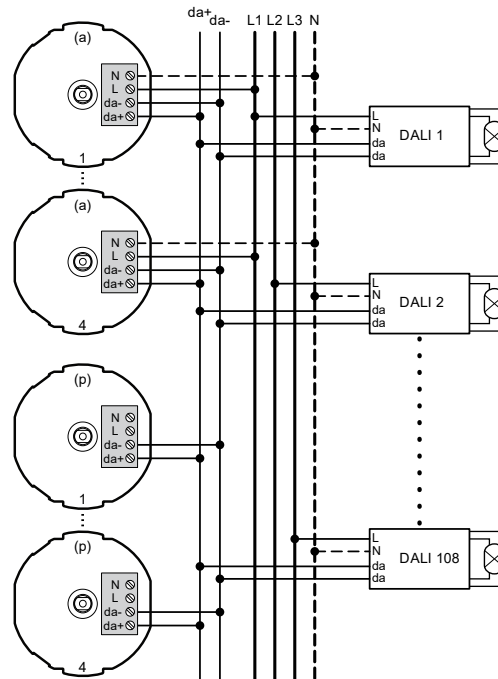 da+ da- L1 L2 L3 N
(a)
N
L
da-
da+
1
(a)
N
L
da-
da+
4
(p)
N
L
da-
da+
1
(p)
N
L
da-
da+
4
L
N
da
da
DALI 1
L
N
da
da
DALI 2
L
N
da
da
DALI 108